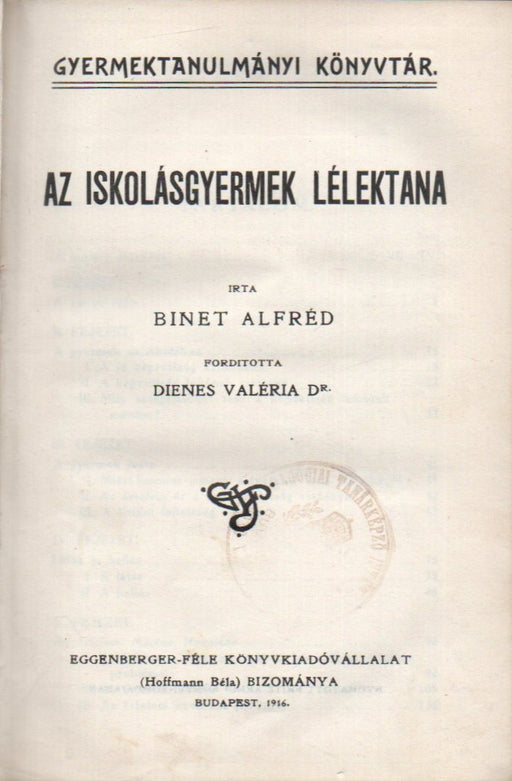 GYERMEKTANULMÁNYI KÖNYVTÁR.
AZ ISKOLÁSGYERMEK LÉLEKTANA
IRTA
BINET ALFRÉD
FORDITOTTA
DIENES VALÉRIA DR.
TANÁRKÉPZŐ
EGGENBERGER-FÉLE KÖNYVKIADÓVÁLLALAT
(Hoffmann Béla) BIZOMÁNYA
BUDAPEST, 1916.